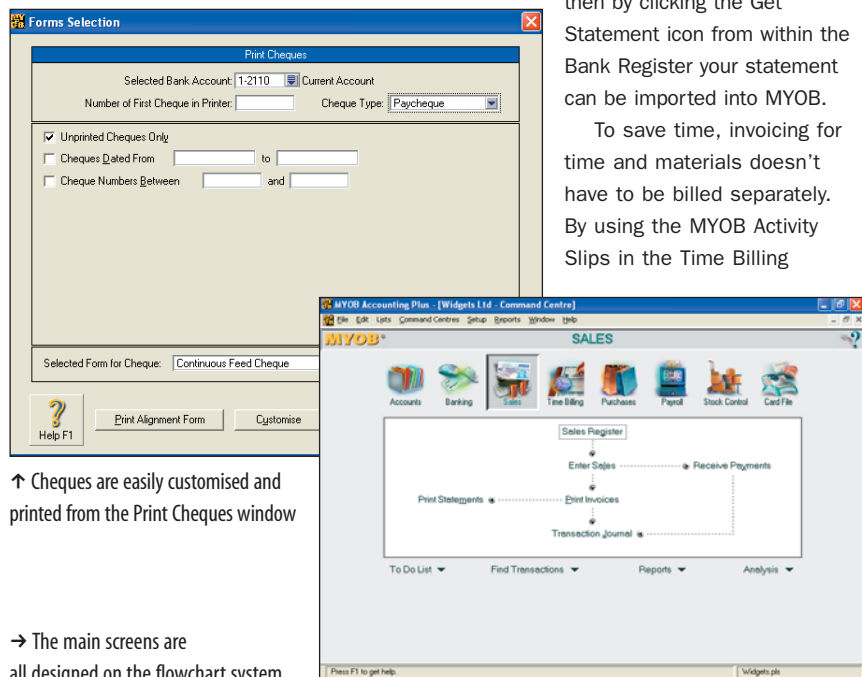 Forms Selection
Print Cheques
Selected Bank Account: 1-2110 Current Account
Number of First Cheque in Printer: Cheque Type: Paycheque
Unprinted Cheques Only
Cheques Dated From to
Cheque Numbers Between and
Selected Form for Cheque: Continuous Feed Cheque
Help F1 Print Alignment Form Customise
↑ Cheques are easily customised and
printed from the Print Cheques window
→ The main screens are
all designed on the flowchart system
then by clicking the Get
Statement icon from within the
Bank Register your statement
can be imported into MYOB.
To save time, invoicing for
time and materials doesn't
have to be billed separately.
By using the MYOB Activity
Slips in the Time Billing
MYOB Accounting Plus - [Widgets Ltd - Command Centre]
File Edit Lists Command Centres Setup Reports Window Help
MYOB SALES
Accounts Banking Sales Time Billing Purchases Payroll Stock Control Card File
Sales Register
Enter Sales Receive Payments
Print Statements Print Invoices
Transaction Journal
To Do List Find Transactions Reports Analysis
Press F1 to get help. Widgets.pls